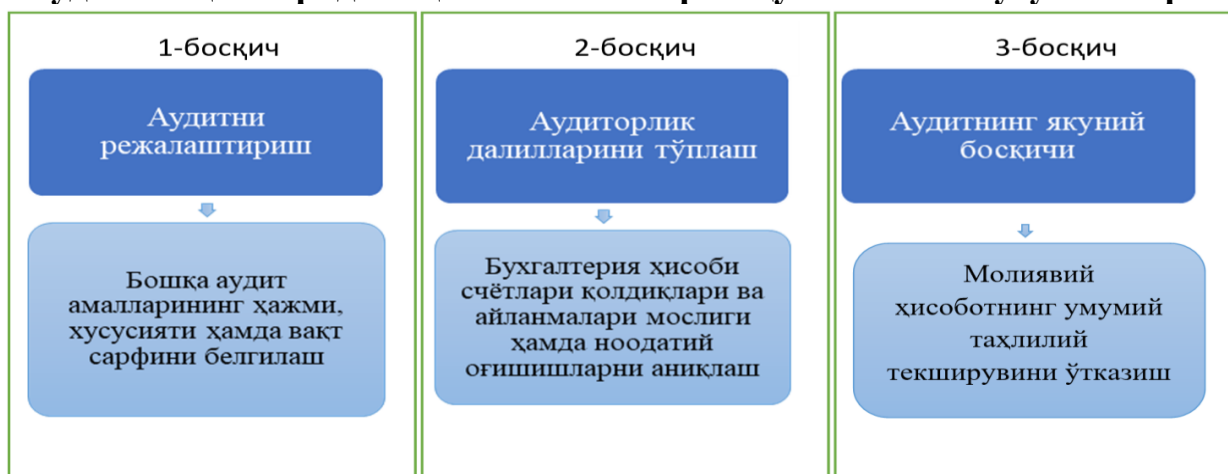 1-босқич
Аудитни
режалаштириш
Бошқа аудит
амалларининг ҳажми,
хусусияти ҳамда вақт
сарфини белгилаш
2-босқич
Аудиторлик
далилларини тўплаш
Бухгалтерия ҳисоби
счётлари қолдиқлари ва
айланмалари мослиги
ҳамда ноодатий
оғишишларни аниқлаш
3-босқич
Аудитнинг якуний
босқичи
Молиявий
ҳисоботнинг умумий
таҳлилий
текширувини ўтказиш